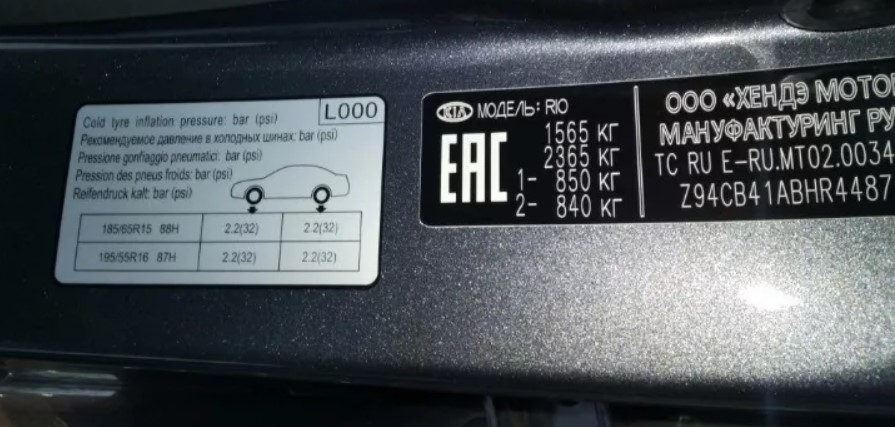 L000
Cold tyre inflation pressure: bar (psi)
Рекомендуемое давление в холодных шинах: bar (psi)
Pressione gonfiaggio pneumatici: bar (psi)
Pression des pneus froids: bar (psi)
Reifendruck kalt: bar (psi)
185/65R15 88H 2.2(32) 2.2(32)
195/55R16 87H 2.2(32) 2.2(32)
KIA МОДЕЛЬ: RIO
EAC
1565 КГ
2365 КГ
1- 850 КГ
2- 840 КГ
ООО «ХЕНДЭ МОТО
МАНУФАКТУРИНГ РУ
ТС RU E-RU.MT02.0034
Z94CB41ABHR4487